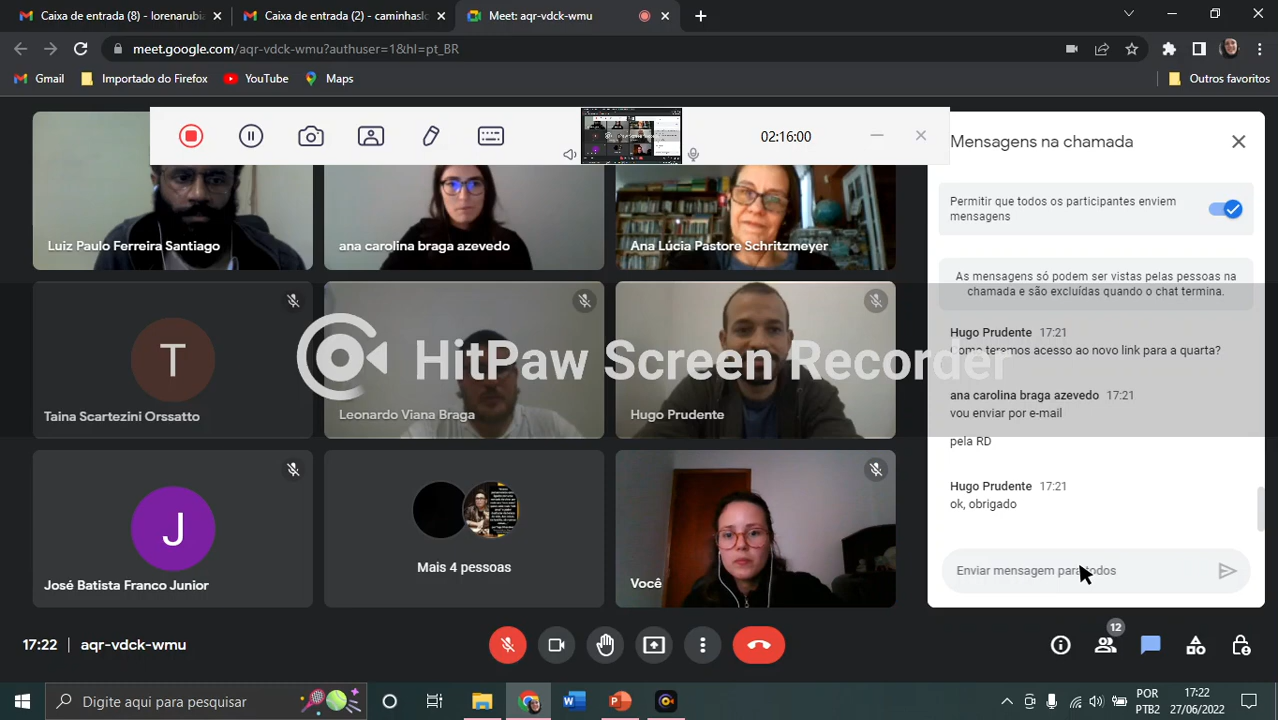 Caixa de entrada (8) - lorenarubia
Caixa de entrada (2) - caminhaslc
Meet: aqr-vdck-wmu
meet.google.com/aqr-vdck-wmu?authuser=1&hl=pt_BR
Gmail
Importado do Firefox
YouTube
Maps
Outros favoritos
02:16:00
Luiz Paulo Ferreira Santiago
ana carolina braga azevedo
Ana Lúcia Pastore Schritzmeyer
T
Taina Scartezini Orssatto
Leonardo Viana Braga
Hugo Prudente
J
José Batista Franco Junior
Mais 4 pessoas
Você
HitPaw Screen Recorder
Mensagens na chamada
Permitir que todos os participantes enviem
mensagens
As mensagens só podem ser vistas pelas pessoas na
chamada e são excluídas quando o chat termina.
Hugo Prudente 17:21
Como teremos acesso ao novo link para a quarta?
ana carolina braga azevedo 17:21
vou enviar por e-mail
pela RD
Hugo Prudente 17:21
ok, obrigado
Enviar mensagem para todos
17:22 | aqr-vdck-wmu
12
Digite aqui para pesquisar
POR
PTB2
17:22
27/06/2022